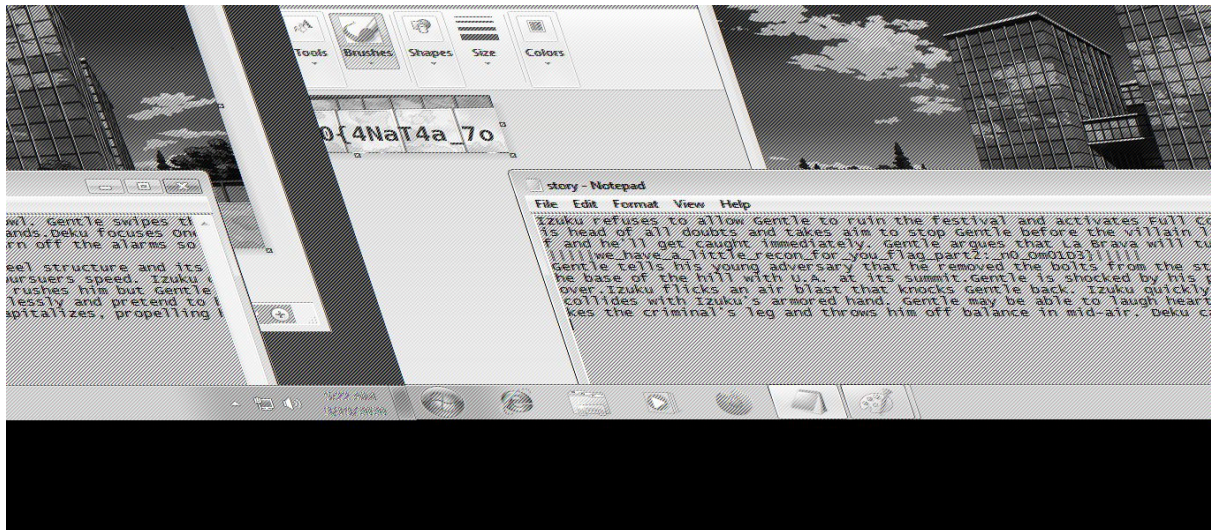 Tools Brushes Shapes Size Colors
0{4NaT4a_7o
story - Notepad
File Edit Format View Help
Izuku refuses to allow Gentle to ruin the festival and activates Full Co
is head of all doubts and takes aim to stop Gentle before the villain l
f and he'll get caught immediately. Gentle argues that La Brava will tu
|||||we_have_a_little_recon_for_you_flag_part2:_n0_0m01D3}||||||
Gentle tells his young adversary that he removed the bolts from the st
he base of the hill with U.A. at its summit.Gentle is shocked by his p
over.Izuku flicks an air blast that knocks Gentle back. Izuku quickly
collides with Izuku's armored hand. Gentle may be able to laugh heart
kes the criminal's leg and throws him off balance in mid-air. Deku ca
owl. Gentle swipes th
ands.Deku focuses One
rn off the alarms so
eel structure and its
oursuers speed. Izuku
rushes him but Gentle
lessly and pretend to
apitalizes, propelling